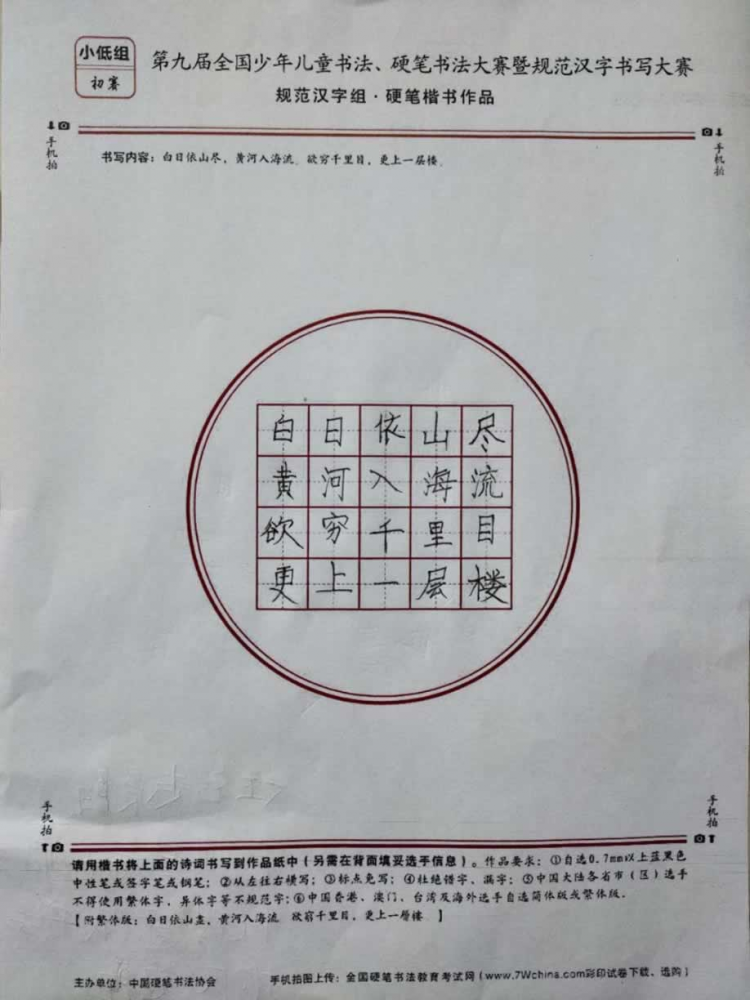 小低组
初赛
第九届全国少年儿童书法、硬笔书法大赛暨规范汉字书写大赛
规范汉字组·硬笔楷书作品
手机拍
手机拍
书写内容：白日依山尽，黄河入海流。欲穷千里目，更上一层楼。
白日依山尽
黄河入海流
欲穷千里目
更上一层楼
手机拍
手机拍
请用楷书将上面的诗词书写到作品纸中（另需在背面填妥选手信息）。作品要求：①自选0.7mm以上蓝黑色
中性笔或签字笔或钢笔；②从左往右横写；③标点免写；④杜绝错字、漏字；⑤中国大陆各省市（区）选手
不得使用繁体字，异体字等不规范字；⑥中国香港、澳门、台湾及海外选手自选简体版或繁体版。
【附繁体版：白日依山盡，黄河入海流。欲窮千里目，更上一層樓。】
主办单位：中国硬笔书法协会
手机拍图上传：全国硬笔书法教育考试网（www.7Wchina.com彩印试卷下载、选购）